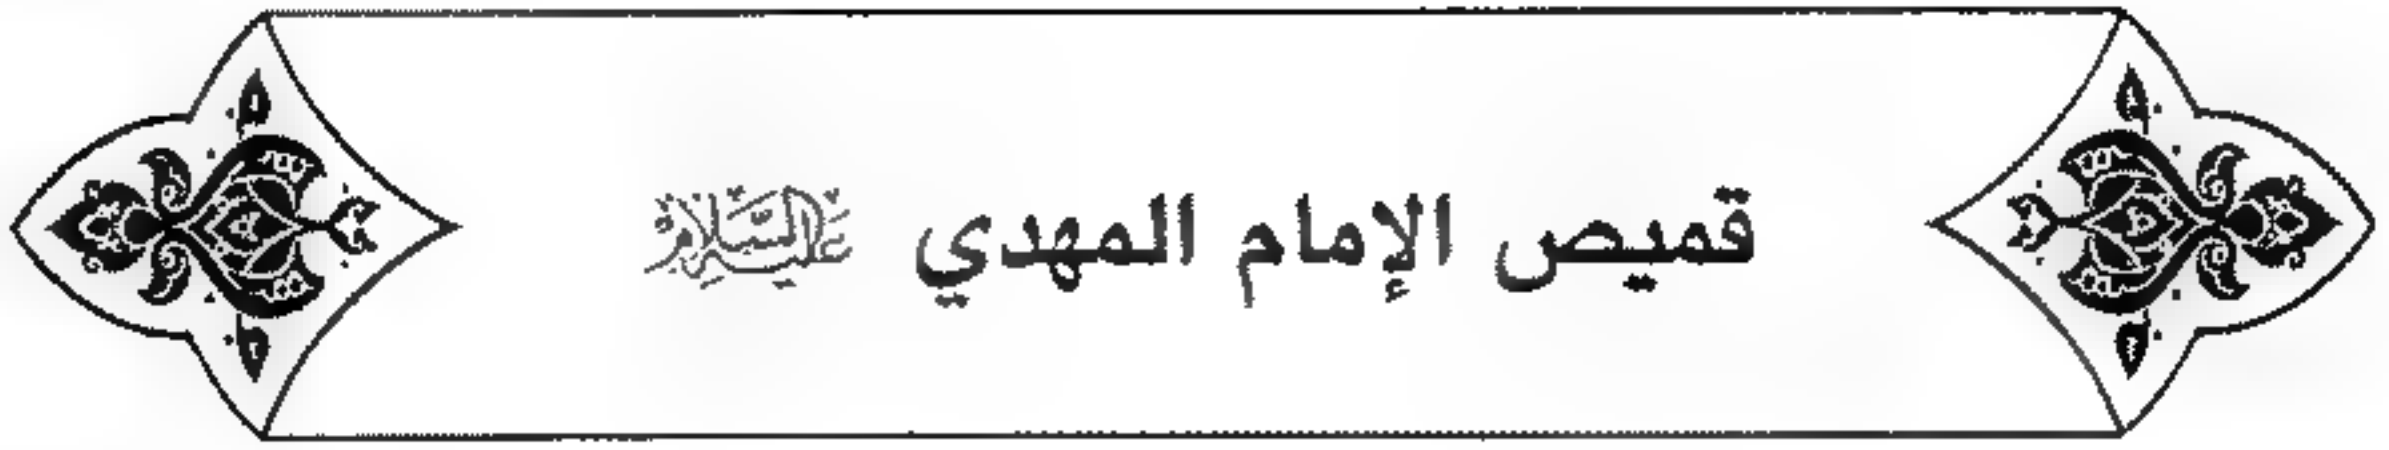 قميص الإمام المهدي عليه السلام